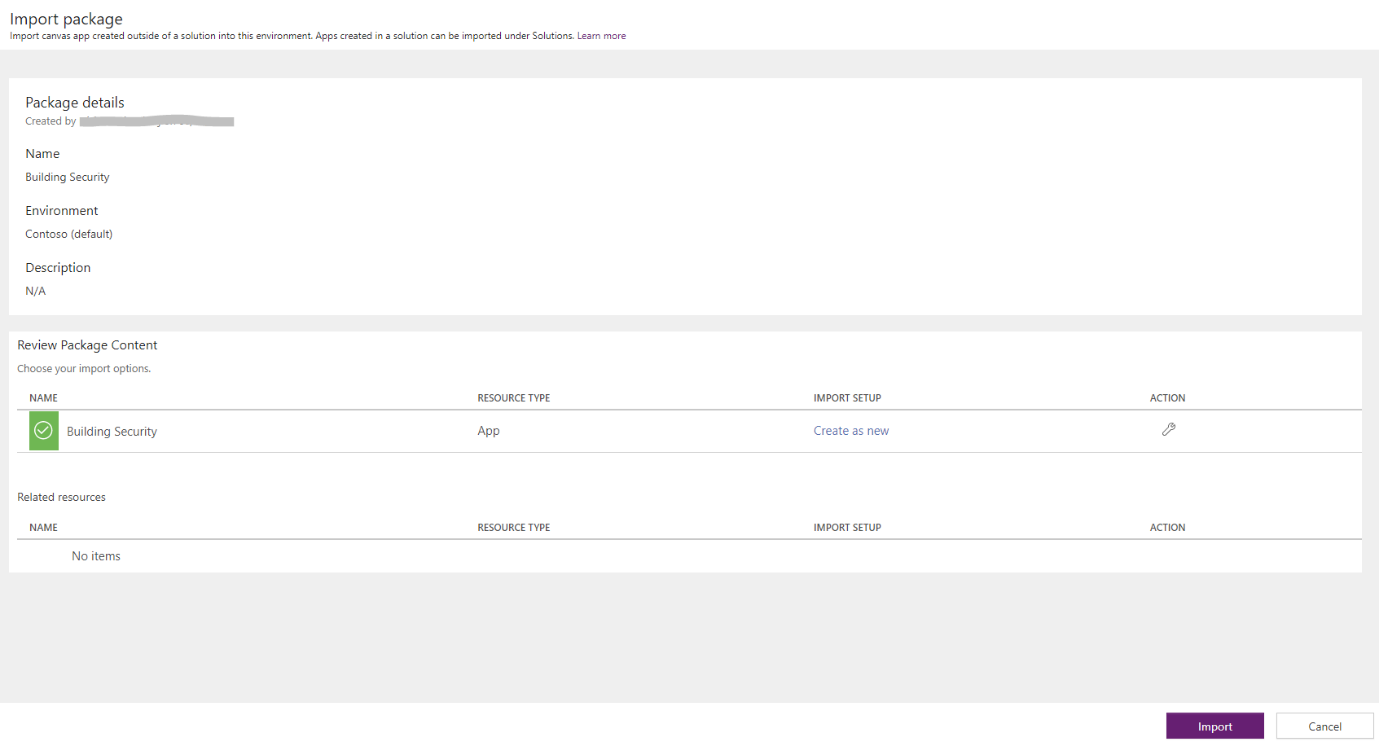 Import package
Import canvas app created outside of a solution into this environment. Apps created in a solution can be imported under Solutions. Learn more
Package details
Created by
Name
Building Security
Environment
Contoso (default)
Description
N/A
Review Package Content
Choose your import options.
NAME RESOURCE TYPE IMPORT SETUP ACTION
Building Security App Create as new
Related resources
NAME RESOURCE TYPE IMPORT SETUP ACTION
No items
Import Cancel